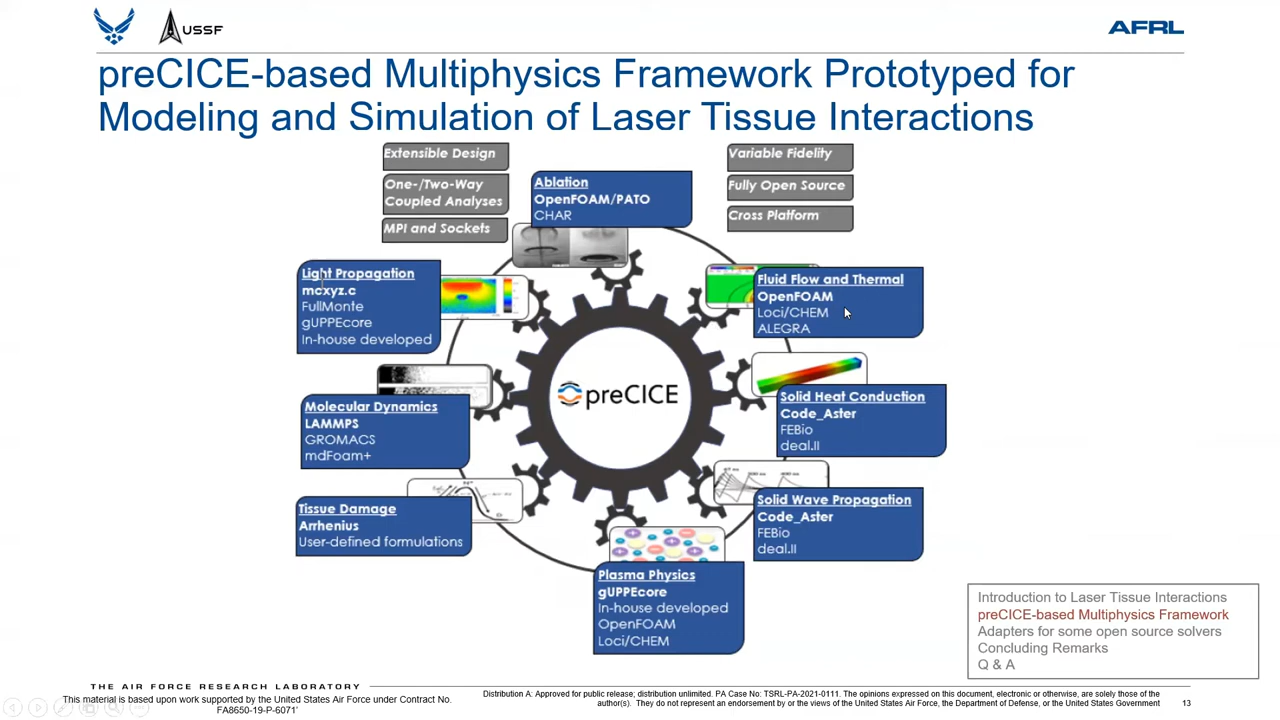 USSF
AFRL
preCICE-based Multiphysics Framework Prototyped for
Modeling and Simulation of Laser Tissue Interactions
Extensible Design
One-/Two-Way
Coupled Analyses
MPI and Sockets
Ablation
OpenFOAM/PATO
CHAR
Variable Fidelity
Fully Open Source
Cross Platform
Light Propagation
mcxyz.c
FullMonte
gUPPEcore
In-house developed
Fluid Flow and Thermal
OpenFOAM
Loci/CHEM
ALEGRA
preCICE
Molecular Dynamics
LAMMPS
GROMACS
mdFoam+
Solid Heat Conduction
Code_Aster
FEBio
deal.II
Tissue Damage
Arrhenius
User-defined formulations
Solid Wave Propagation
Code_Aster
FEBio
deal.II
Plasma Physics
gUPPEcore
In-house developed
OpenFOAM
Loci/CHEM
Introduction to Laser Tissue Interactions
preCICE-based Multiphysics Framework
Adapters for some open source solvers
Concluding Remarks
Q & A
THE AIR FORCE RESEARCH LABORATORY
This material is based upon work supported by the United States Air Force under Contract No.
FA8650-19-P-6071'
Distribution A: Approved for public release; distribution unlimited. PA Case No: TSRL-PA-2021-0111. The opinions expressed on this document, electronic or otherwise, are solely those of the
author(s). They do not represent an endorsement by or the views of the United States Air Force, the Department of Defense, or the United States Government
13